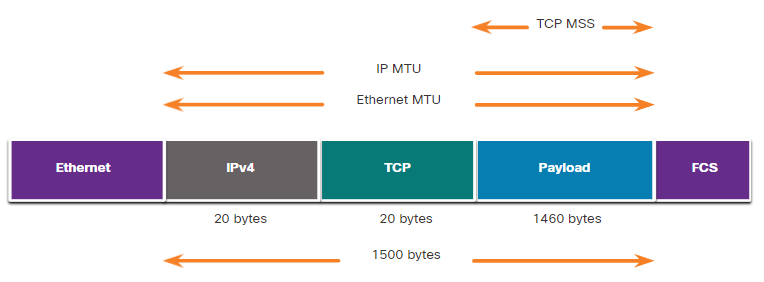 TCP MSS
IP MTU
Ethernet MTU
Ethernet IPv4 TCP Payload FCS
20 bytes 20 bytes 1460 bytes
1500 bytes